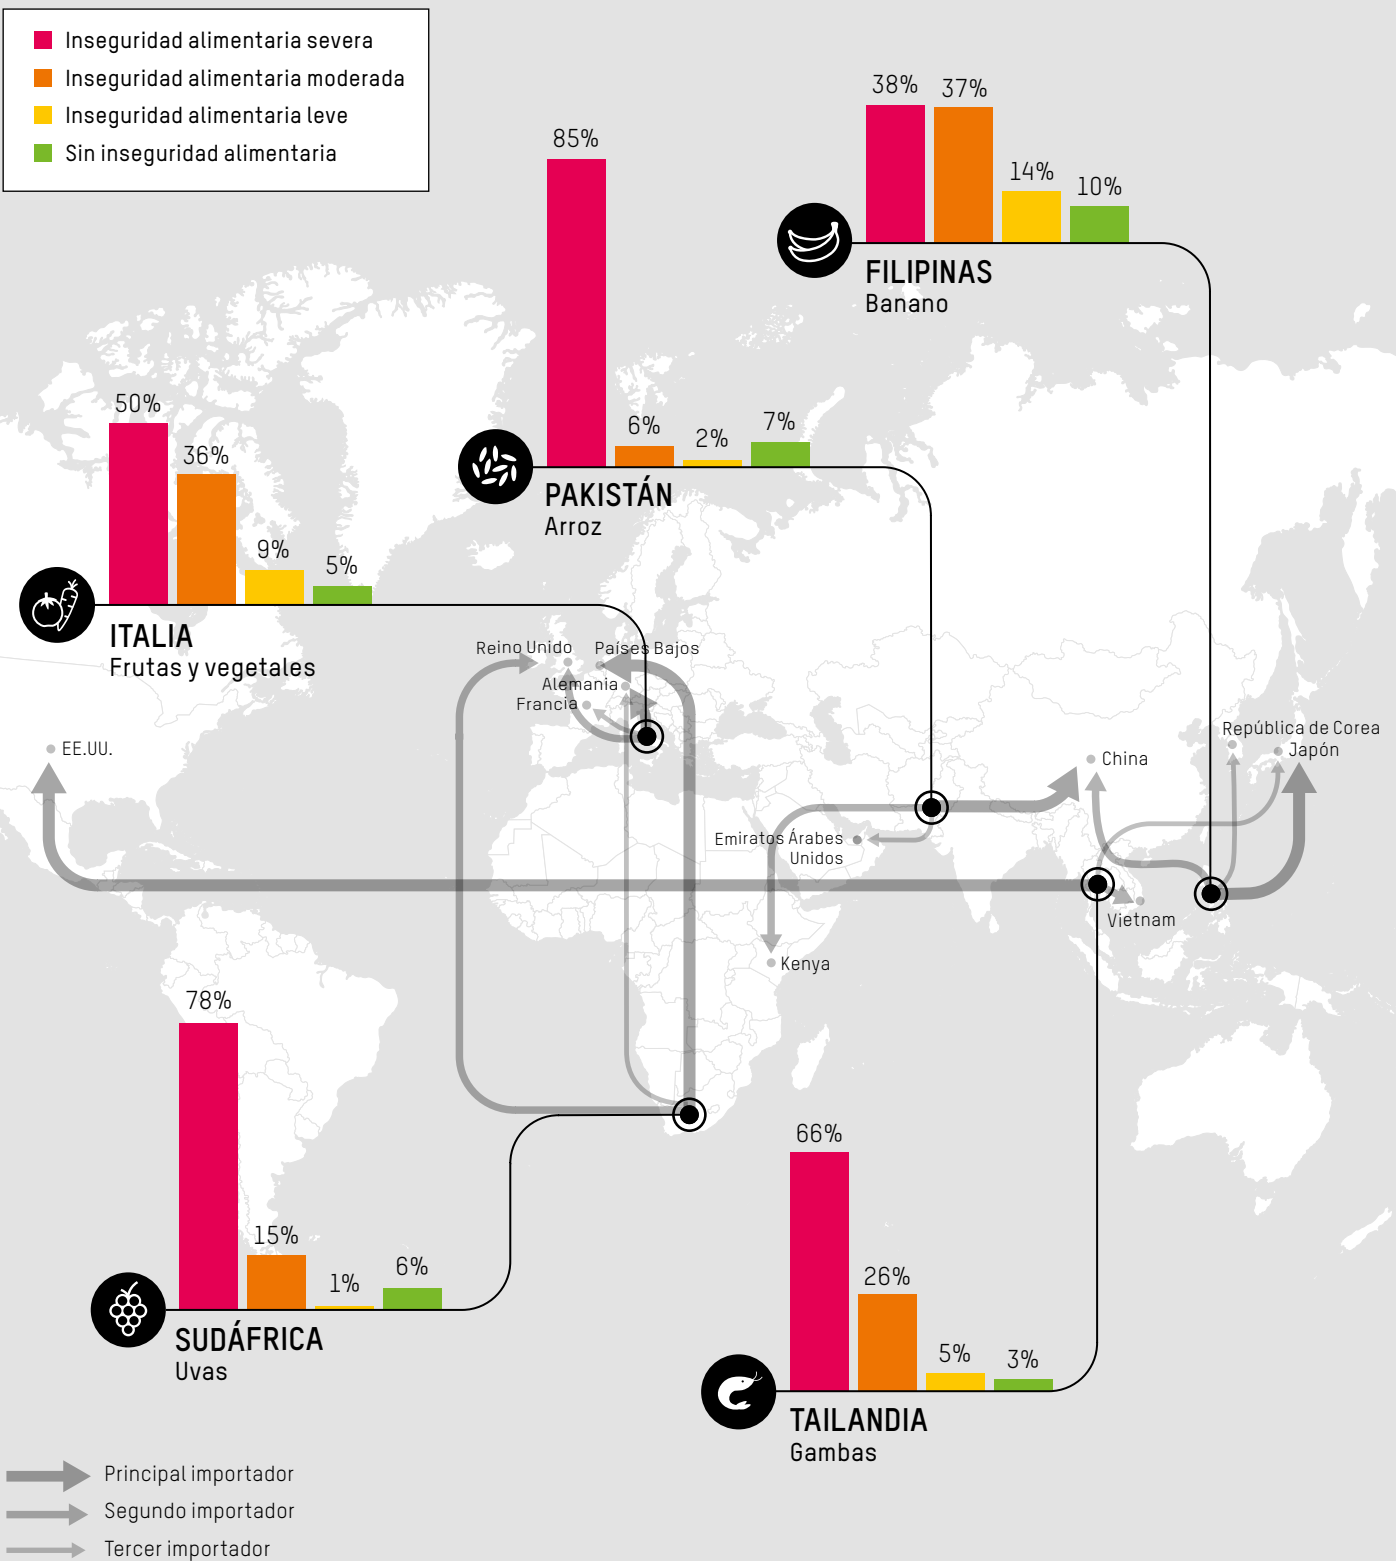 Inseguridad alimentaria severa
Inseguridad alimentaria moderada
Inseguridad alimentaria leve
Sin inseguridad alimentaria
38%
37%
14%
10%
FILIPINAS
Banano
85%
6%
2%
7%
PAKISTÁN
Arroz
50%
36%
9%
5%
ITALIA
Frutas y vegetales
Reino Unido
Países Bajos
Alemania
Francia
EE.UU.
República de Corea
Japón
China
Emiratos Árabes
Unidos
Vietnam
Kenya
78%
15%
1%
6%
SUDÁFRICA
Uvas
66%
26%
5%
3%
TAILANDIA
Gambas
Principal importador
Segundo importador
Tercer importador